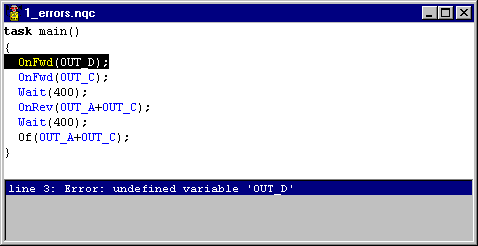 1_errors.nqc
task main()
{
OnFwd(OUT_D);
OnFwd(OUT_C);
Wait(400);
OnRev(OUT_A+OUT_C);
Wait(400);
Of(OUT_A+OUT_C);
}
line 3: Error: undefined variable 'OUT_D'